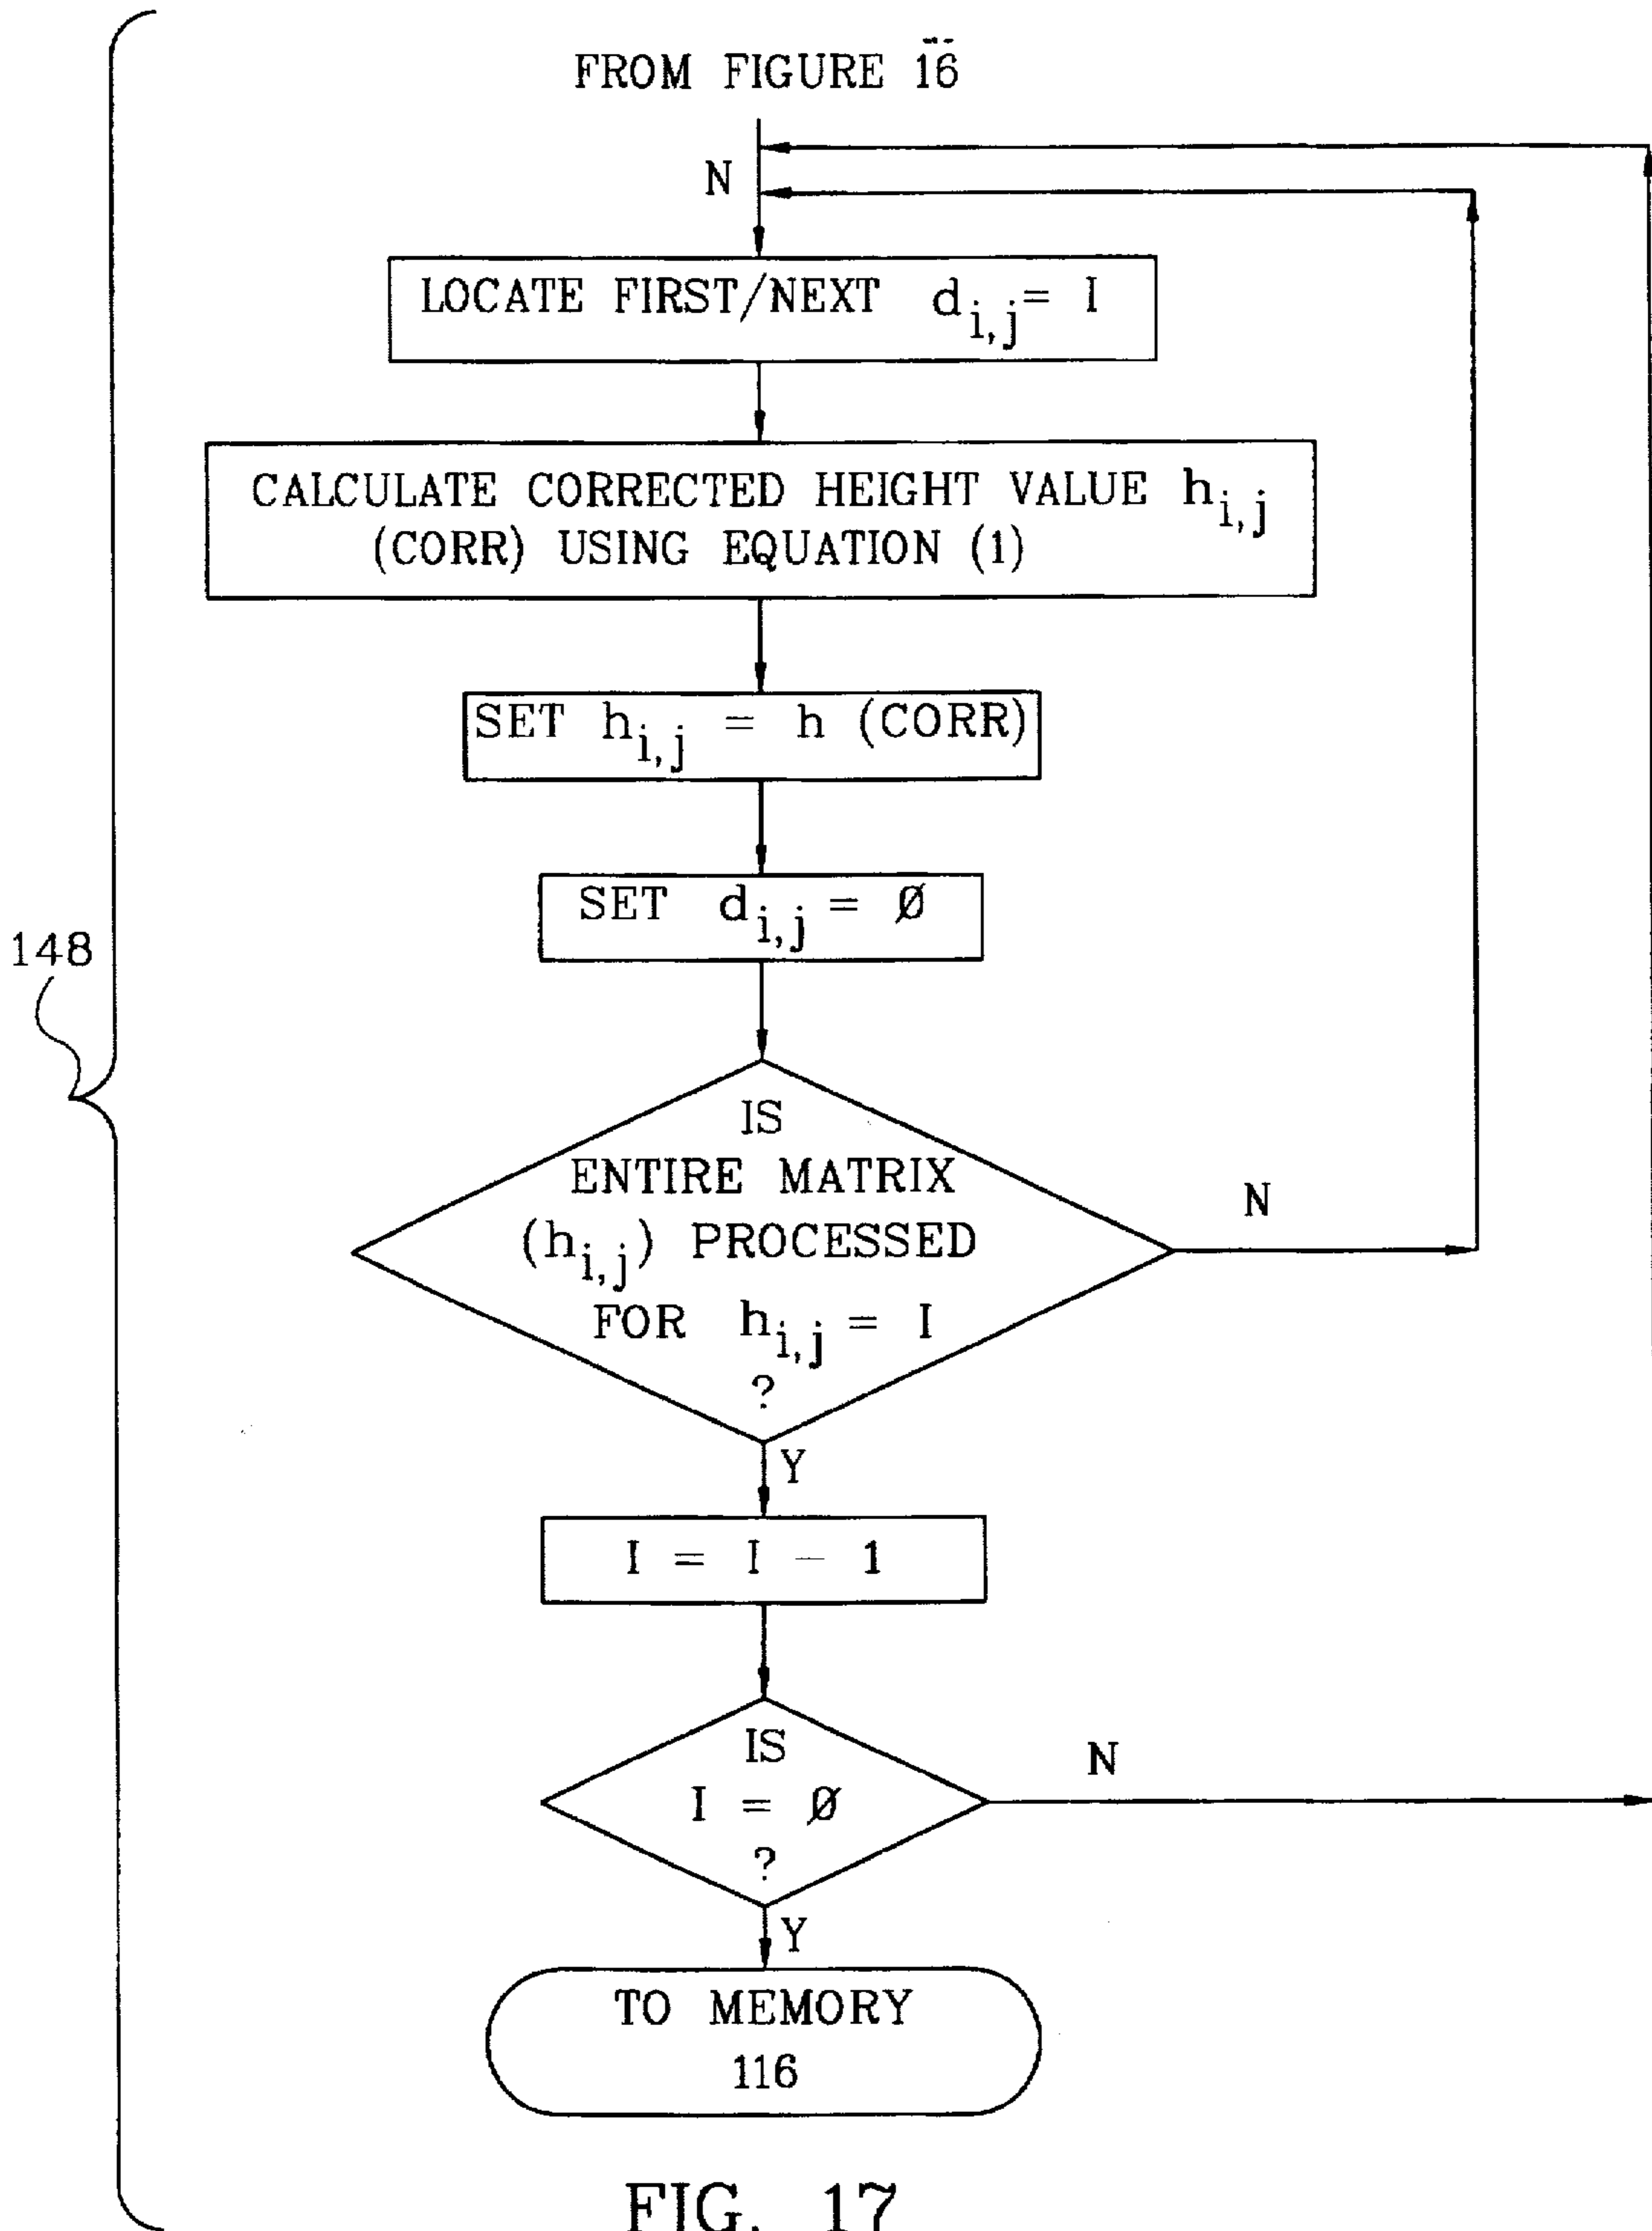 FROM FIGURE 16
N
LOCATE FIRST/NEXT d_{i,j} = I
CALCULATE CORRECTED HEIGHT VALUE h_{i,j}
(CORR) USING EQUATION (1)
SET h_{i,j} = h (CORR)
SET d_{i,j} = Ø
148
IS
ENTIRE MATRIX
(h_{i,j}) PROCESSED
FOR h_{i,j} = I
?
N
Y
I = I - 1
IS
I = Ø
?
N
Y
TO MEMORY
116
FIG. 17